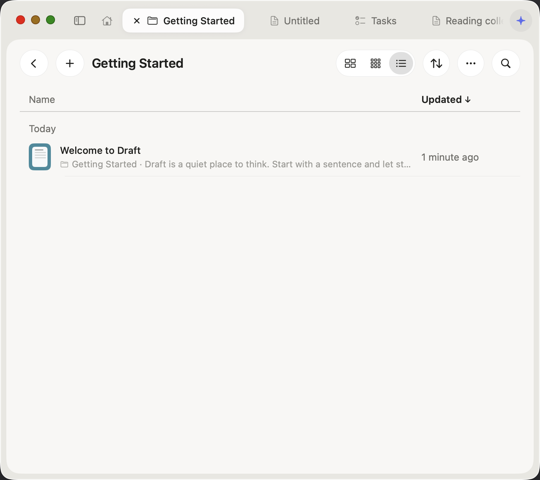 Getting Started
Untitled
Tasks
Reading coll
Getting Started
Name
Updated ↓
Today
Welcome to Draft
Getting Started · Draft is a quiet place to think. Start with a sentence and let st...
1 minute ago